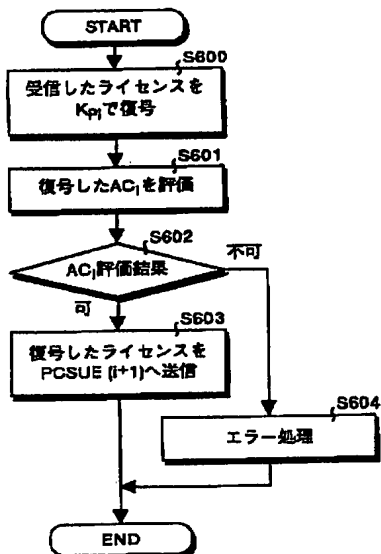 START
S600
受信したライセンスを
KPiで復号
S601
復号したACiを評価
S602
ACi評価結果
不可
可
S603
復号したライセンスを
PCSUE (i+1)へ送信
S604
エラー処理
END